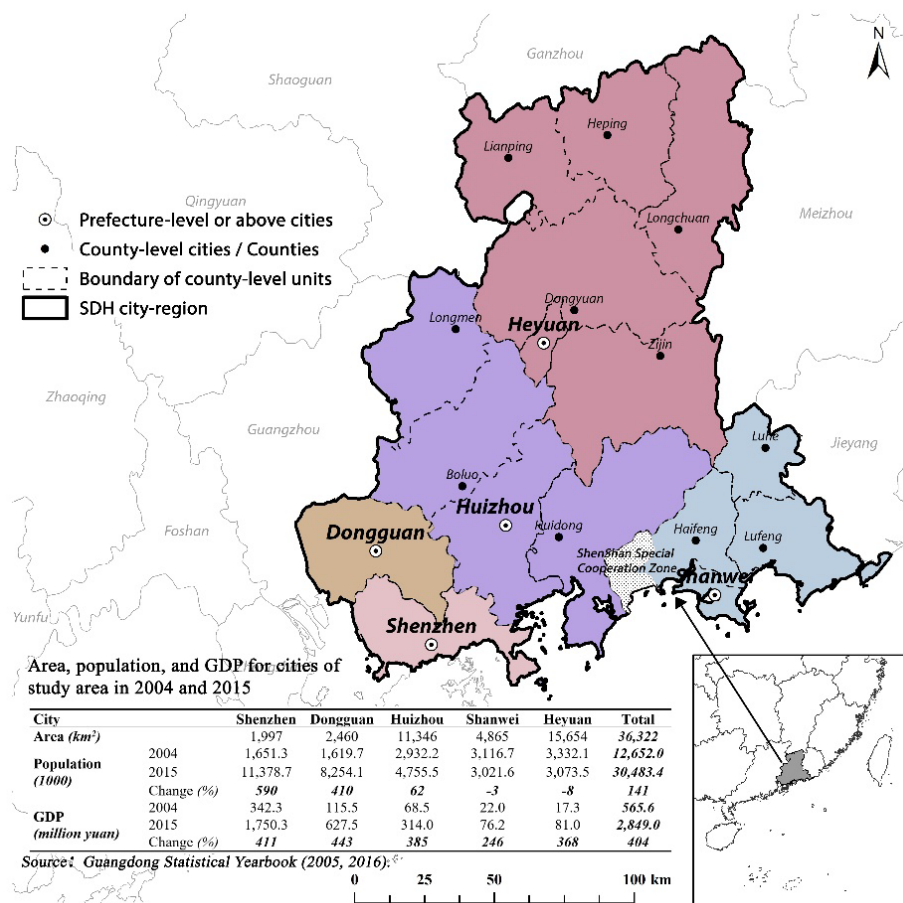 Ganzhou
N
Shaoguan
Heping
Lianping
Qingyuan
Meizhou
Prefecture-level or above cities
Longchuan
County-level cities / Counties
Boundary of county-level units
SDH city-region
Dongyuan
Longmen
Heyuan
Zijin
Zhaoqing
Guangzhou
Luhe
Jieyang
Boluo
Huizhou
Foshan
Dongguan
Huidong
Haifeng
Lufeng
ShenShan Special
Cooperation Zone
Shanwei
Yunfu
Shenzhen
Area, population, and GDP for cities of
study area in 2004 and 2015
City Shenzhen Dongguan Huizhou Shanwei Heyuan Total
Area (km²) 1,997 2,460 11,346 4,865 15,654 36,322
Population
(1000)
2004 1,651.3 1,619.7 2,932.2 3,116.7 3,332.1 12,652.0
2015 11,378.7 8,254.1 4,755.5 3,021.6 3,073.5 30,483.4
Change (%) 590 410 62 -3 -8 141
GDP
(million yuan)
2004 342.3 115.5 68.5 22.0 17.3 565.6
2015 1,750.3 627.5 314.0 76.2 81.0 2,849.0
Change (%) 411 443 385 246 368 404
Source: Guangdong Statistical Yearbook (2005, 2016).
0 25 50 100 km